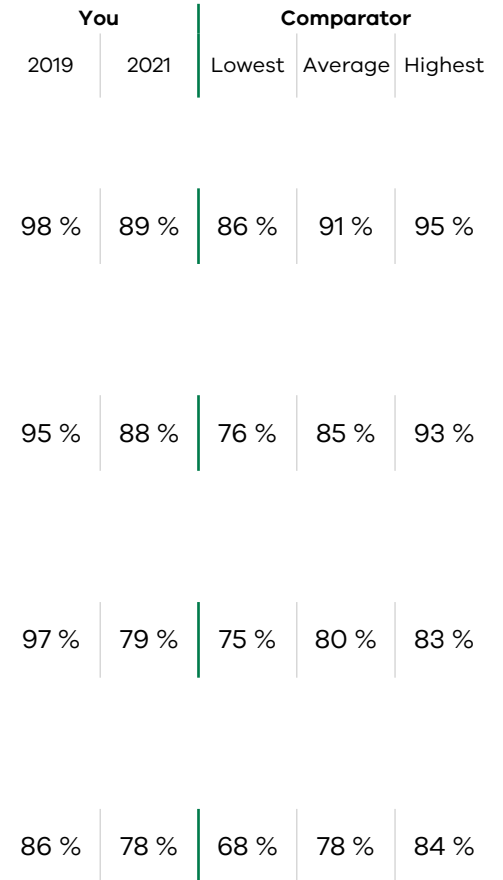 You Comparator
2019 2021 Lowest Average Highest
98 % 89 % 86 % 91 % 95 %
95 % 88 % 76 % 85 % 93 %
97 % 79 % 75 % 80 % 83 %
86 % 78 % 68 % 78 % 84 %